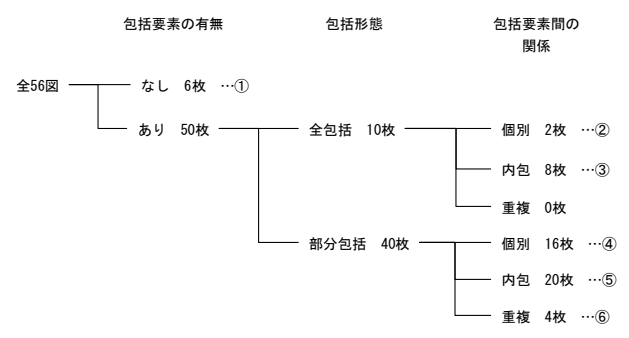 包括要素の有無 包括形態 包括要素間の
関係
全56図 なし 6枚 …①
あり 50枚 全包括 10枚 個別 2枚 …②
内包 8枚 …③
重複 0枚
部分包括 40枚 個別 16枚 …④
内包 20枚 …⑤
重複 4枚 …⑥